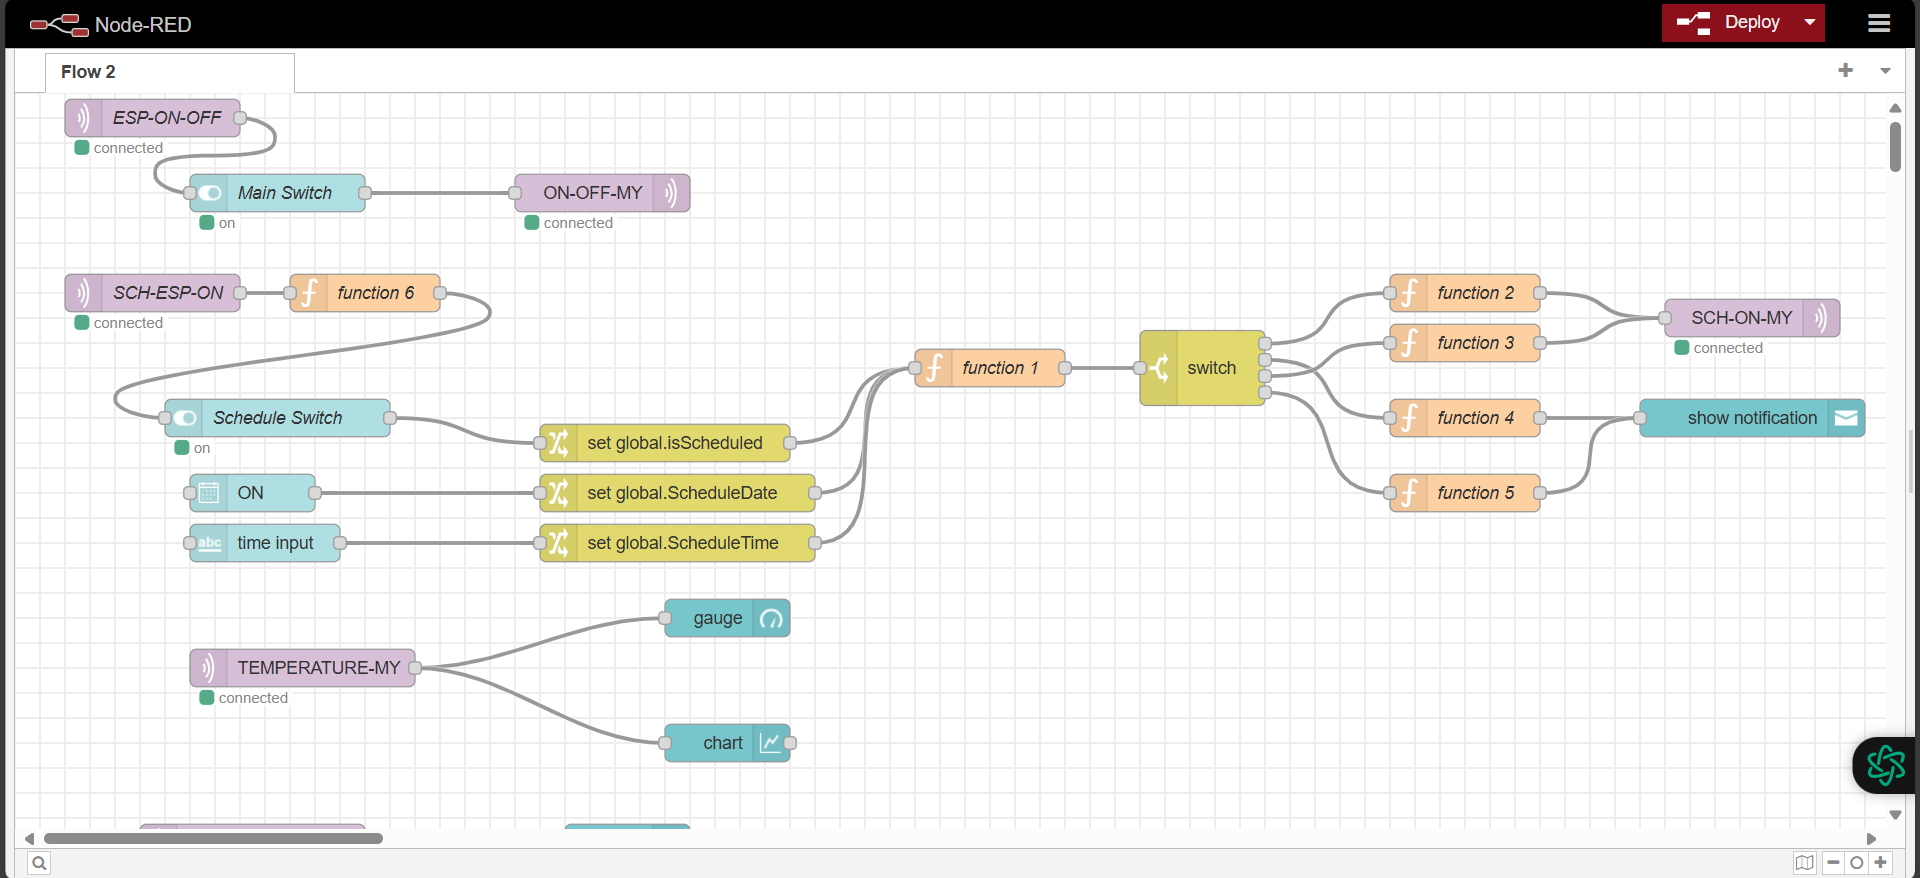 Node-RED
Deploy
Flow 2
ESP-ON-OFF
connected
Main Switch
on
ON-OFF-MY
connected
SCH-ESP-ON
connected
function 6
Schedule Switch
on
set global.isScheduled
ON
set global.ScheduleDate
abc
time input
set global.ScheduleTime
function 1
switch
function 2
function 3
SCH-ON-MY
connected
function 4
show notification
function 5
gauge
TEMPERATURE-MY
connected
chart